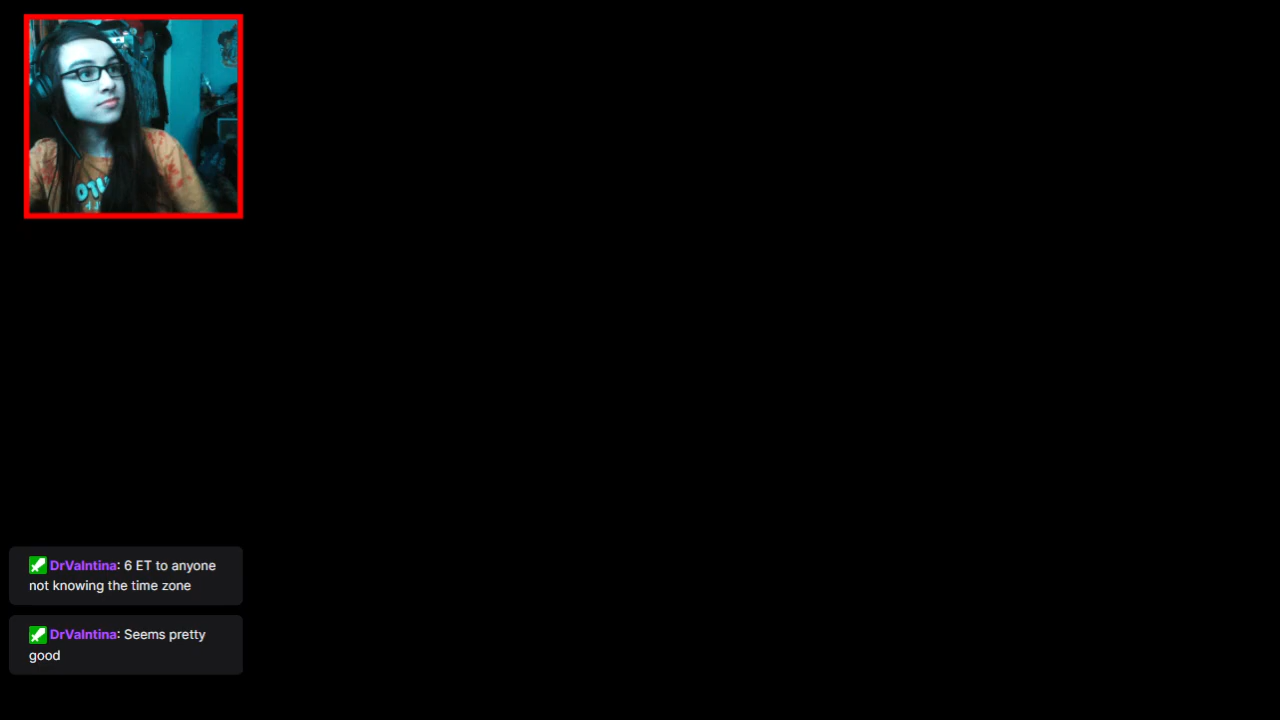 DrValntina: 6 ET to anyone
not knowing the time zone
DrValntina: Seems pretty
good